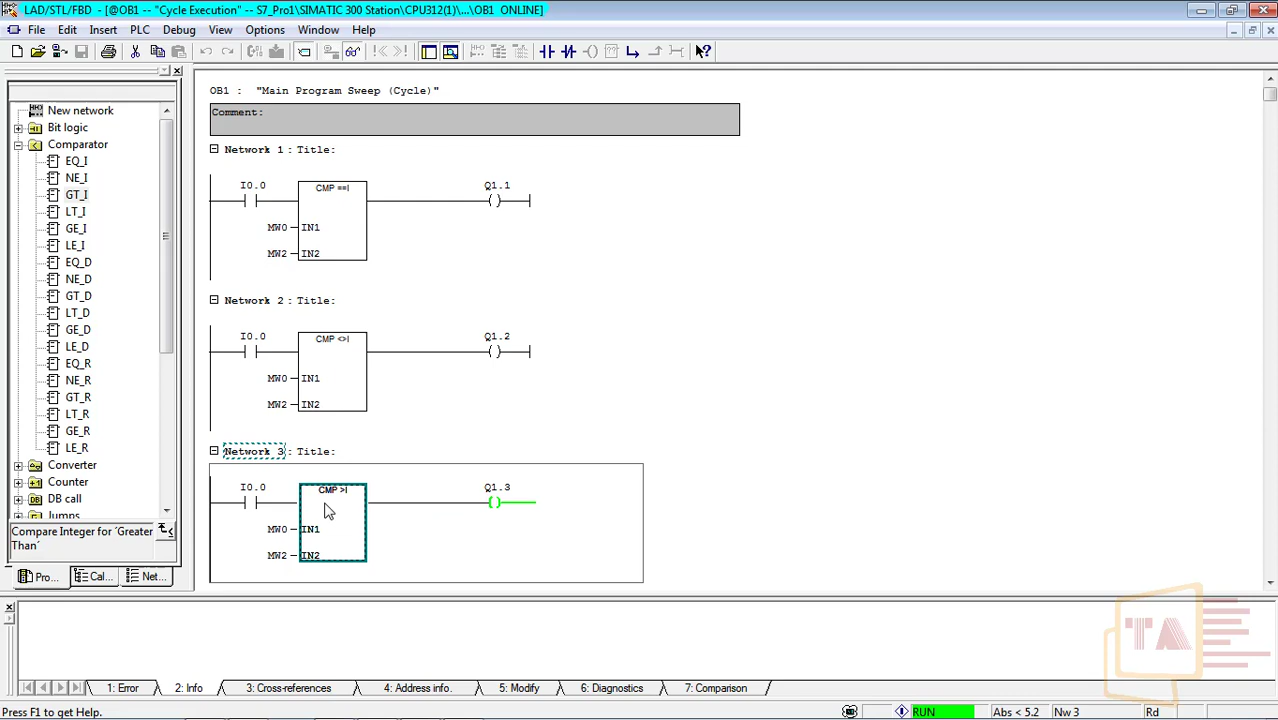 LAD/STL/FBD - [@OB1 -- "Cycle Execution" -- S7_Pro1\SIMATIC 300 Station\CPU312(1)\...\OB1 ONLINE]
File Edit Insert PLC Debug View Options Window Help
OB1 : "Main Program Sweep (Cycle)"
Comment:
New network
Bit logic
Comparator
EQ_I
NE_I
GT_I
LT_I
GE_I
LE_I
EQ_D
NE_D
GT_D
LT_D
GE_D
LE_D
EQ_R
NE_R
GT_R
LT_R
GE_R
LE_R
Converter
Counter
DB call
Jumps
Compare Integer for 'Greater
Than'
Pro... Cal... Net...
Network 1 : Title:
I0.0 CMP ==I Q1.1
MW0 IN1
MW2 IN2
Network 2 : Title:
I0.0 CMP <>I Q1.2
MW0 IN1
MW2 IN2
Network 3 : Title:
I0.0 CMP >I Q1.3
MW0 IN1
MW2 IN2
TA
1: Error 2: Info 3: Cross-references 4: Address info. 5: Modify 6: Diagnostics 7: Comparison
Press F1 to get Help. RUN Abs < 5.2 Nw 3 Rd